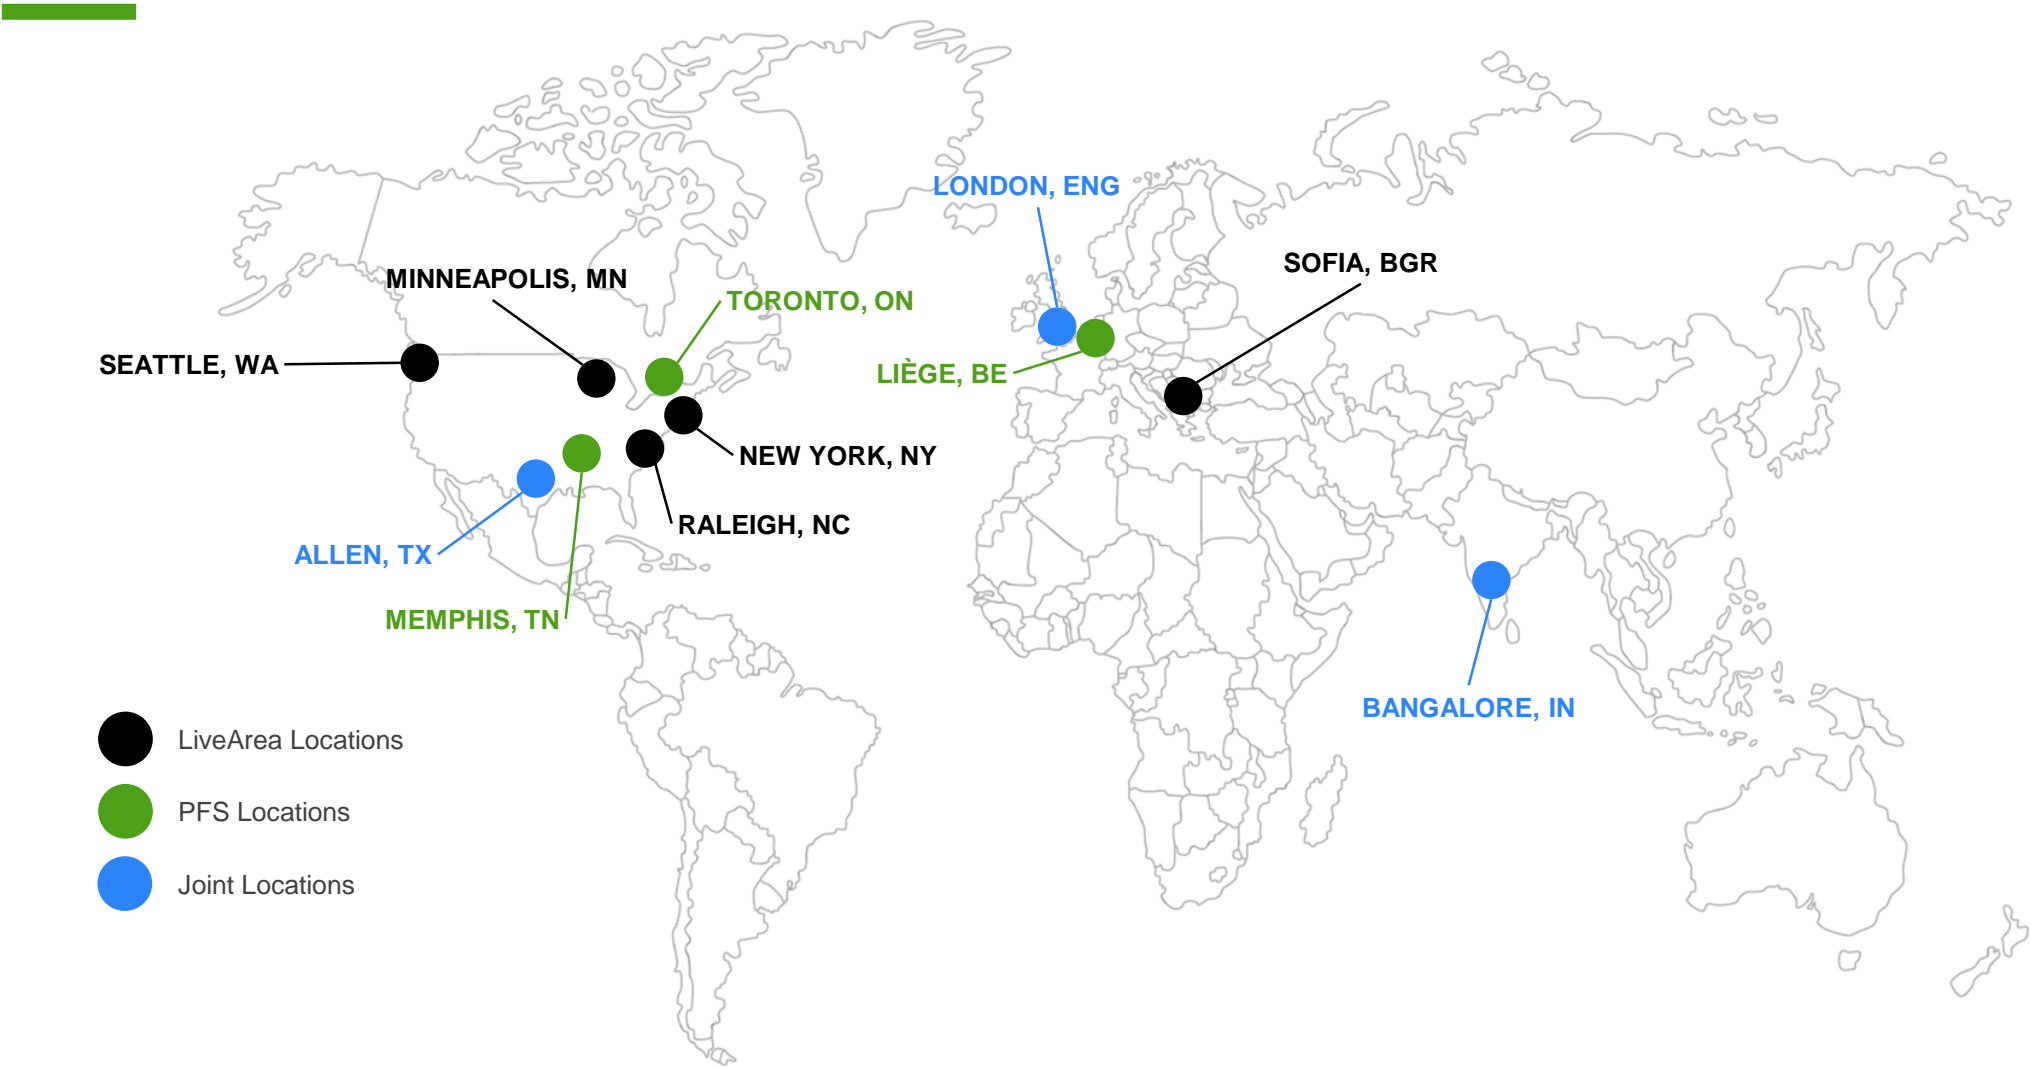 LONDON, ENG
SOFIA, BGR
MINNEAPOLIS, MN
TORONTO, ON
SEATTLE, WA
LIÈGE, BE
NEW YORK, NY
RALEIGH, NC
ALLEN, TX
MEMPHIS, TN
BANGALORE, IN
LiveArea Locations
PFS Locations
Joint Locations